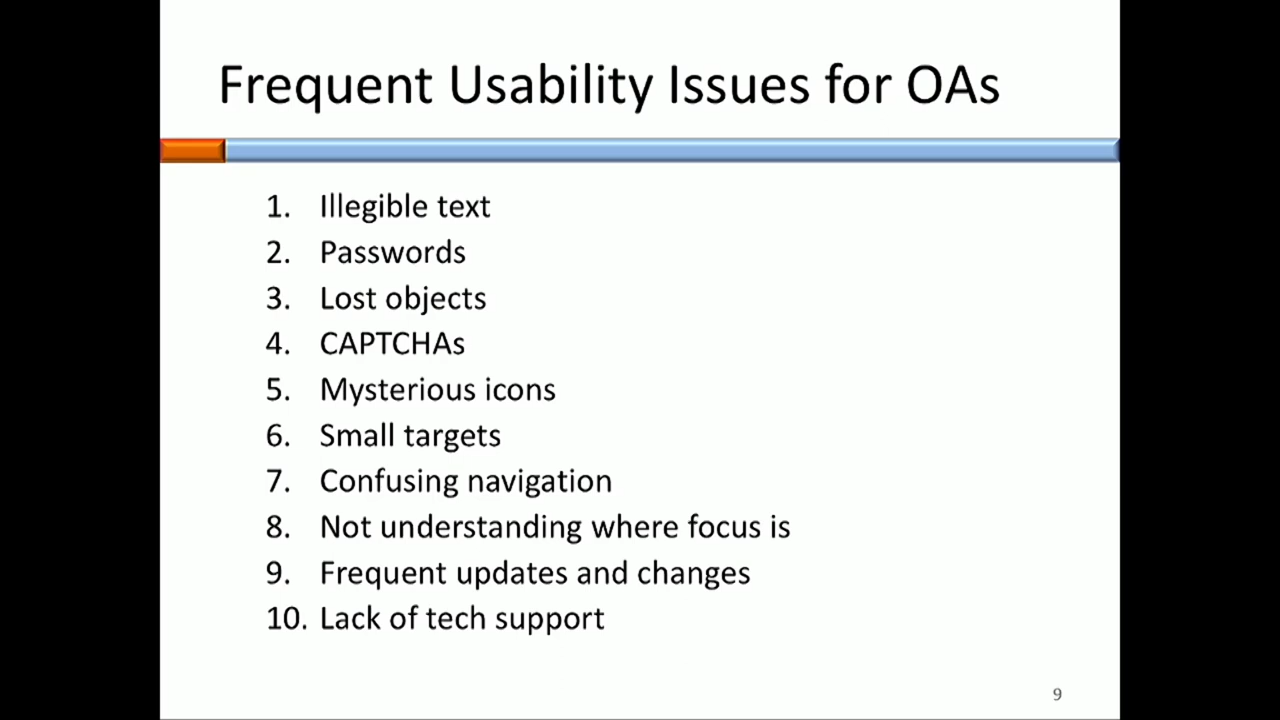 Frequent Usability Issues for OAs
1. Illegible text
2. Passwords
3. Lost objects
4. CAPTCHAs
5. Mysterious icons
6. Small targets
7. Confusing navigation
8. Not understanding where focus is
9. Frequent updates and changes
10. Lack of tech support
9